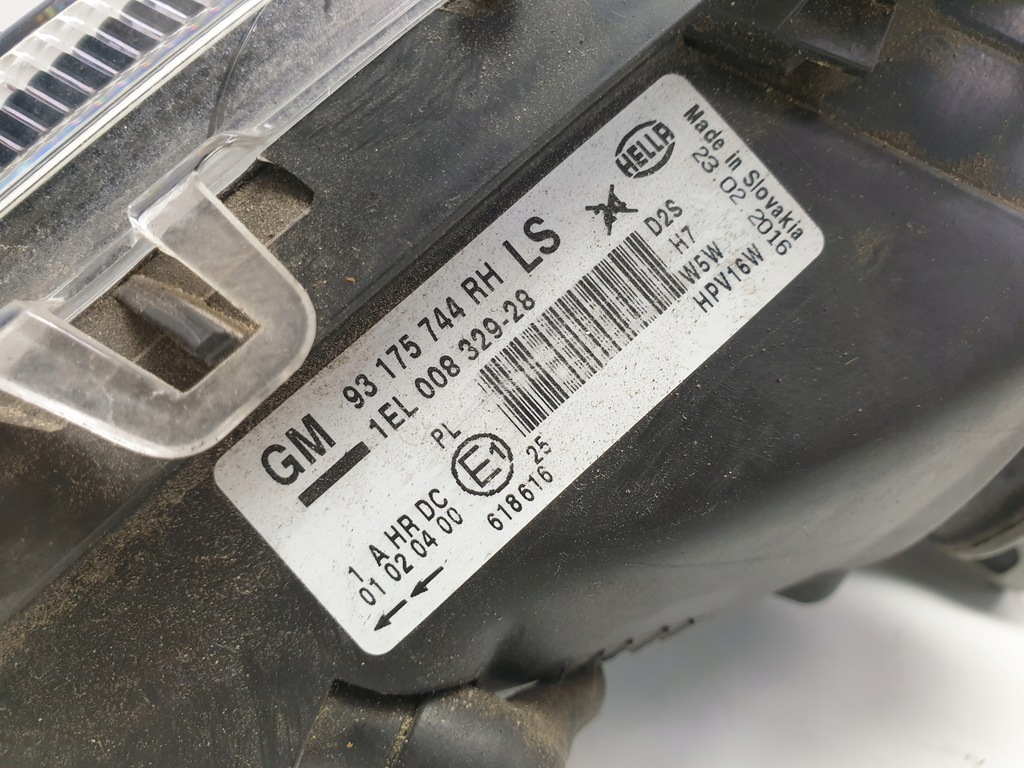 GM 93 175 744 RH LS
1EL 008 329-28
HELLA
Made in Slovakia
23.02.2016
D2S
H7
W5W
HPV16W
PL
E1
25
618616
1 A HR DC
01 02 04 00